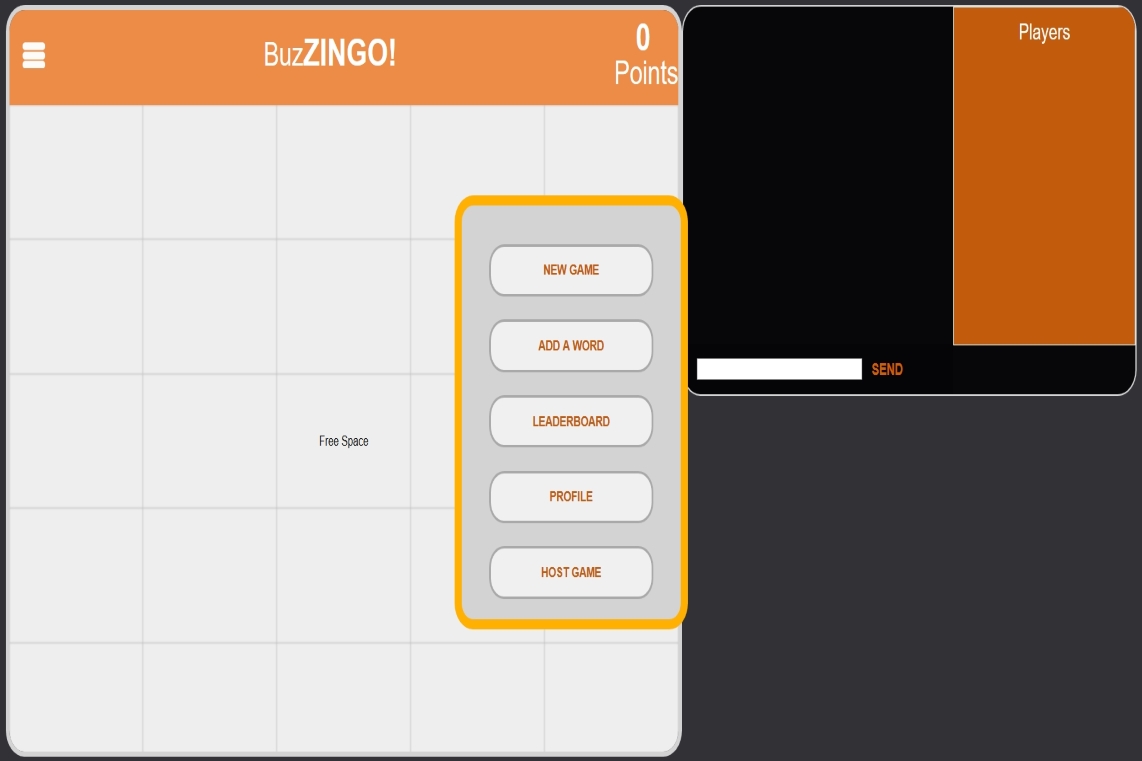 BuzZINGO!
0
Points
Players
NEW GAME
ADD A WORD
LEADERBOARD
PROFILE
HOST GAME
Free Space
SEND